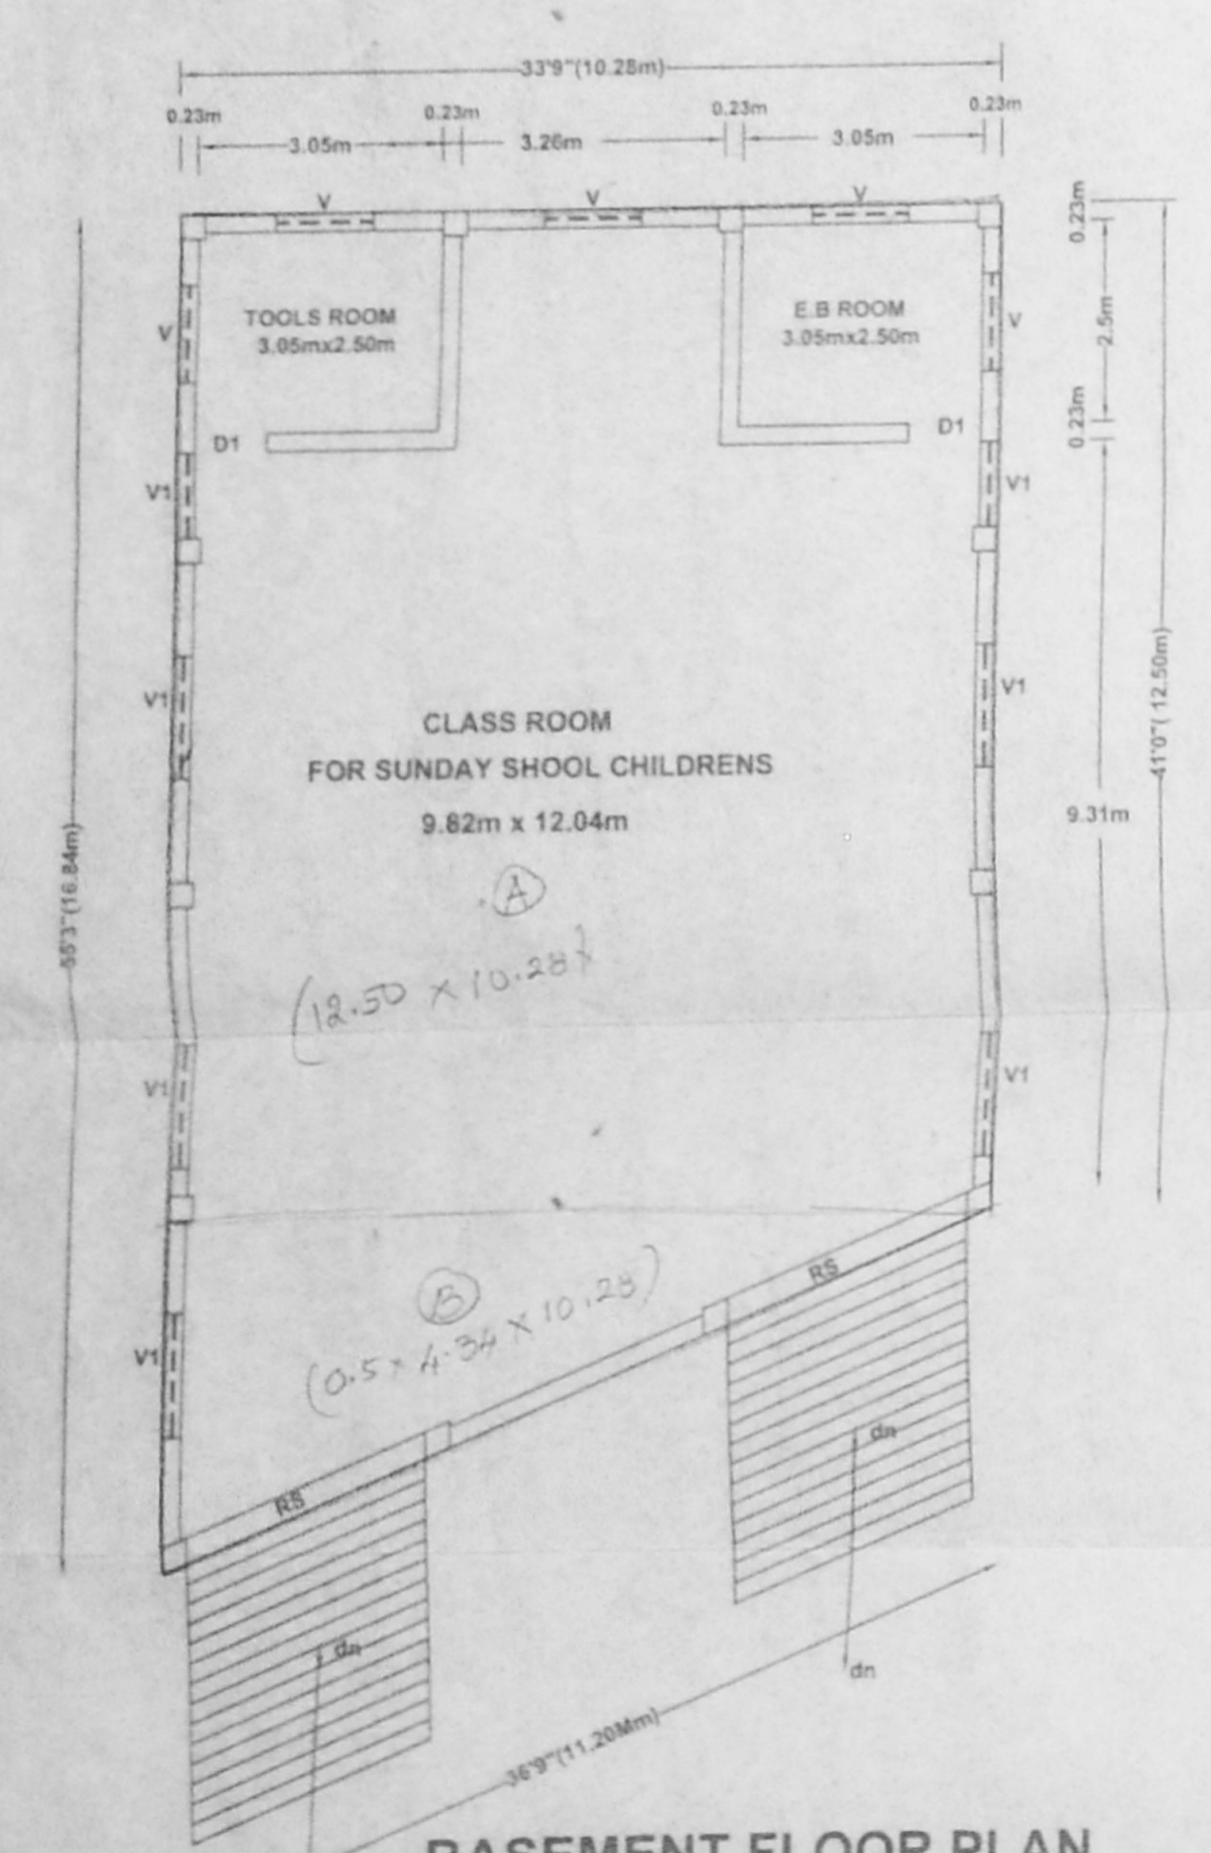 33'9"(10.28m)
0.23m 0.23m 0.23m 0.23m
3.05m 3.26m 3.05m
V V V
0.23m
TOOLS ROOM
3.05mx2.50m
E.B ROOM
3.05mx2.50m
V V
2.5m
D1 D1
0.23m
V1 V1
V1 V1
41'0"( 12.50m)
CLASS ROOM
FOR SUNDAY SHOOL CHILDRENS
9.82m x 12.04m
9.31m
55'3"(16.84m)
A
(12.50 x 10.28)
V1 V1
B
(0.5 x 4.34 x 10.28)
RS
V1
dn
RS
dn
dn
36'9"(11.20Mm)
BASEMENT FLOOR PLAN